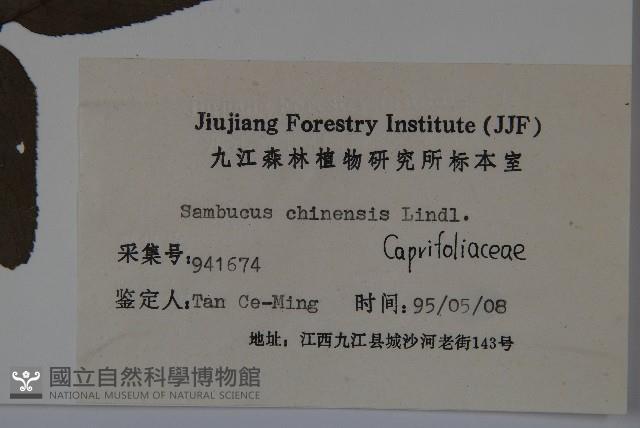 Jiujiang Forestry Institute (JJF)
九江森林植物研究所标本室
Sambucus chinensis Lindl.
Caprifoliaceae
采集号:941674
鉴定人:Tan Ce-Ming 时间:95/05/08
地址：江西九江县城沙河老街143号
國立自然科學博物館
NATIONAL MUSEUM OF NATURAL SCIENCE